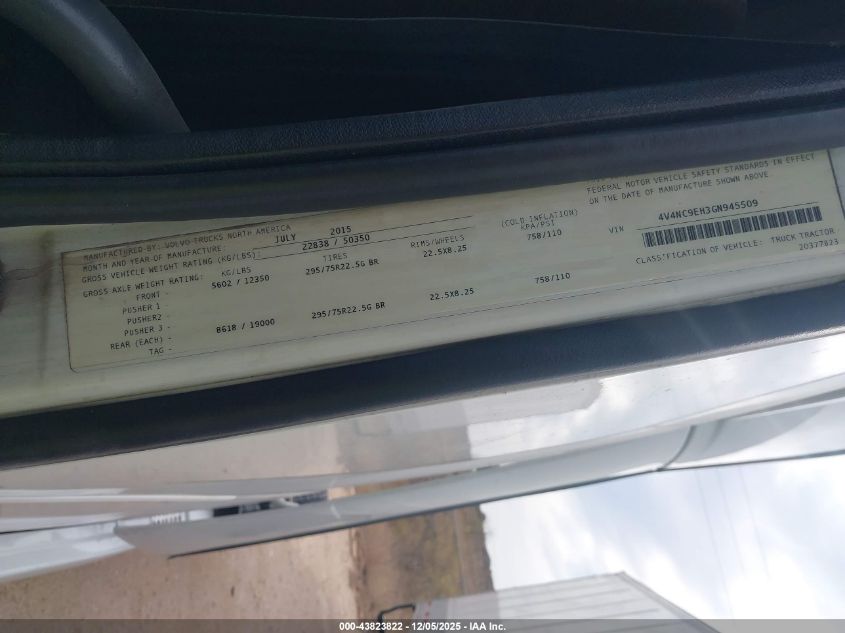 MANUFACTURED BY: VOLVO TRUCKS NORTH AMERICA
MONTH AND YEAR OF MANUFACTURE: JULY 2015
GROSS VEHICLE WEIGHT RATING (KG/LBS): 22838 / 50350
GROSS AXLE WEIGHT RATING: KG/LBS TIRES RIMS/WHEELS (COLD INFLATION) KPA/PSI
FRONT - 5602 / 12350 295/75R22.5G BR 22.5X8.25 758/110
PUSHER 1 -
PUSHER2 -
PUSHER 3 -
REAR (EACH) - 8618 / 19000 295/75R22.5G BR 22.5X8.25 758/110
TAG -
FEDERAL MOTOR VEHICLE SAFETY STANDARDS IN EFFECT
ON THE DATE OF MANUFACTURE SHOWN ABOVE.
VIN 4V4NC9EH3GN945509
CLASSIFICATION OF VEHICLE: TRUCK TRACTOR
20377823
000-43823822 - 12/05/2025 - IAA Inc.